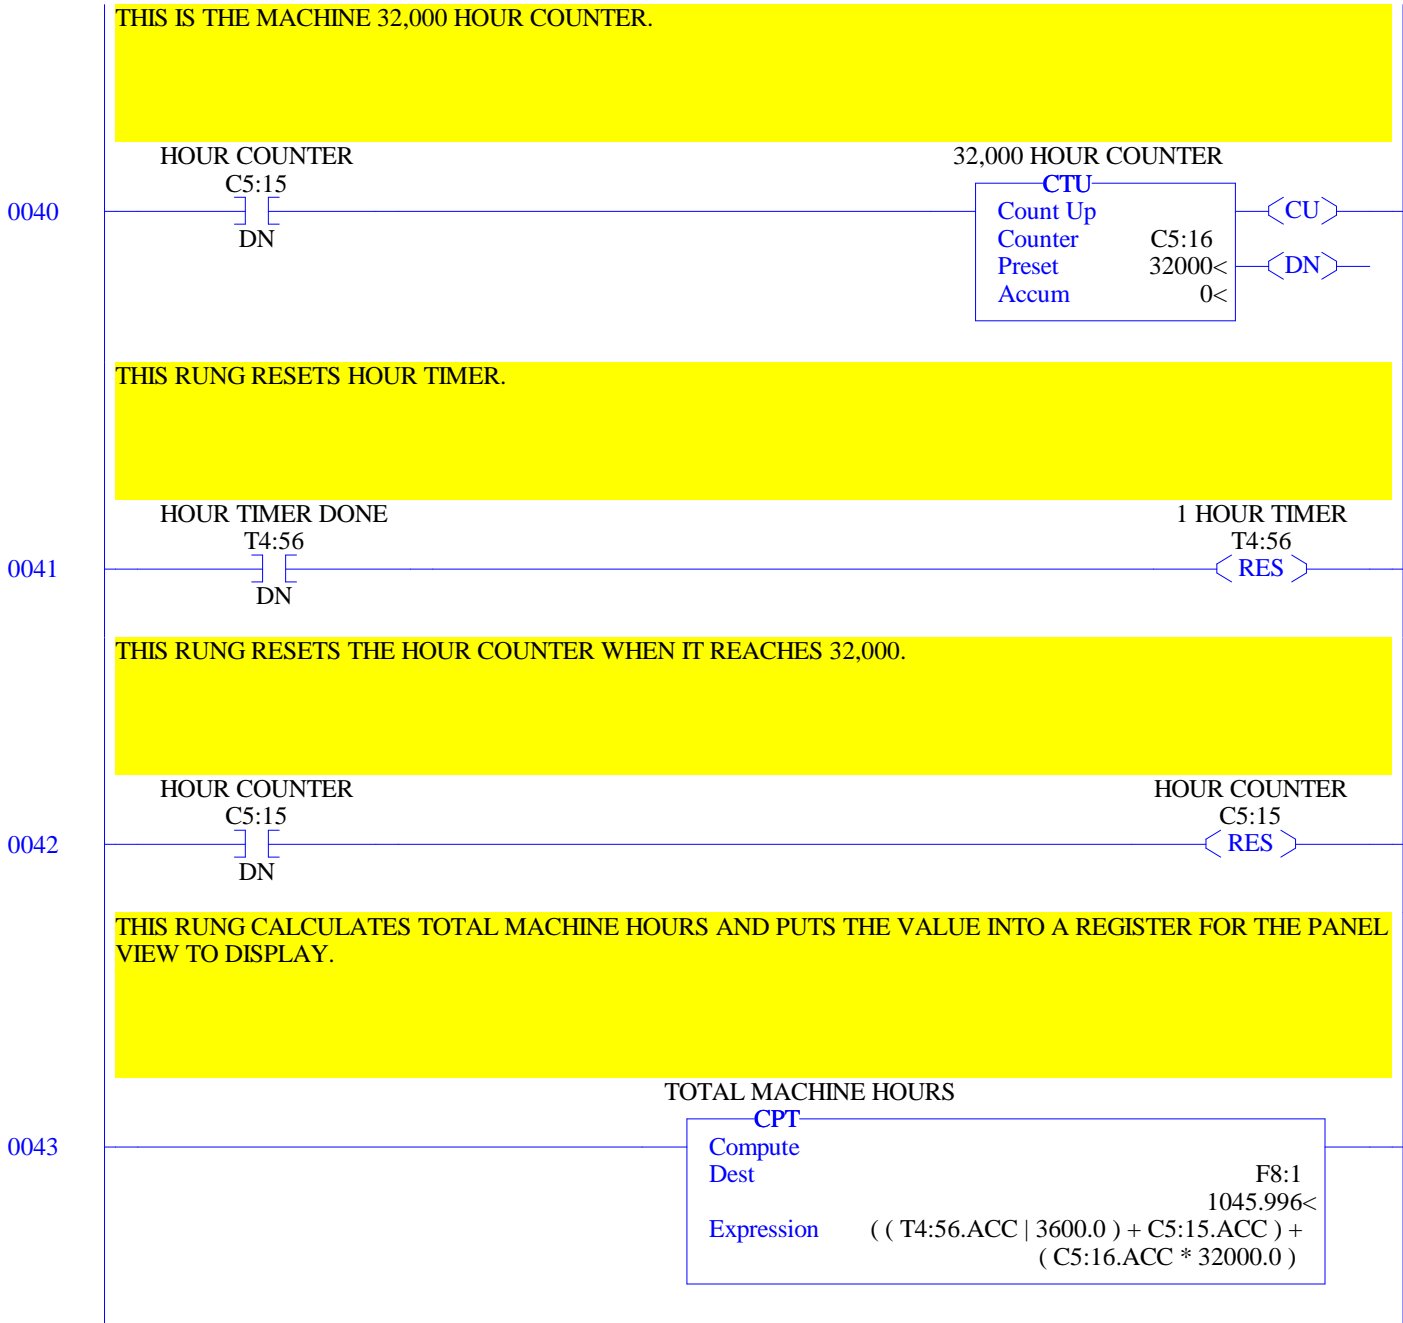 THIS IS THE MACHINE 32,000 HOUR COUNTER.
HOUR COUNTER
C5:15
DN
32,000 HOUR COUNTER
CTU
Count Up
Counter C5:16
Preset 32000<
Accum 0<
CU
DN
0040
THIS RUNG RESETS HOUR TIMER.
HOUR TIMER DONE
T4:56
DN
1 HOUR TIMER
T4:56
RES
0041
THIS RUNG RESETS THE HOUR COUNTER WHEN IT REACHES 32,000.
HOUR COUNTER
C5:15
DN
HOUR COUNTER
C5:15
RES
0042
THIS RUNG CALCULATES TOTAL MACHINE HOURS AND PUTS THE VALUE INTO A REGISTER FOR THE PANEL
VIEW TO DISPLAY.
TOTAL MACHINE HOURS
CPT
0043
Compute
Dest F8:1
1045.996<
Expression ( ( T4:56.ACC | 3600.0 ) + C5:15.ACC ) +
( C5:16.ACC * 32000.0 )